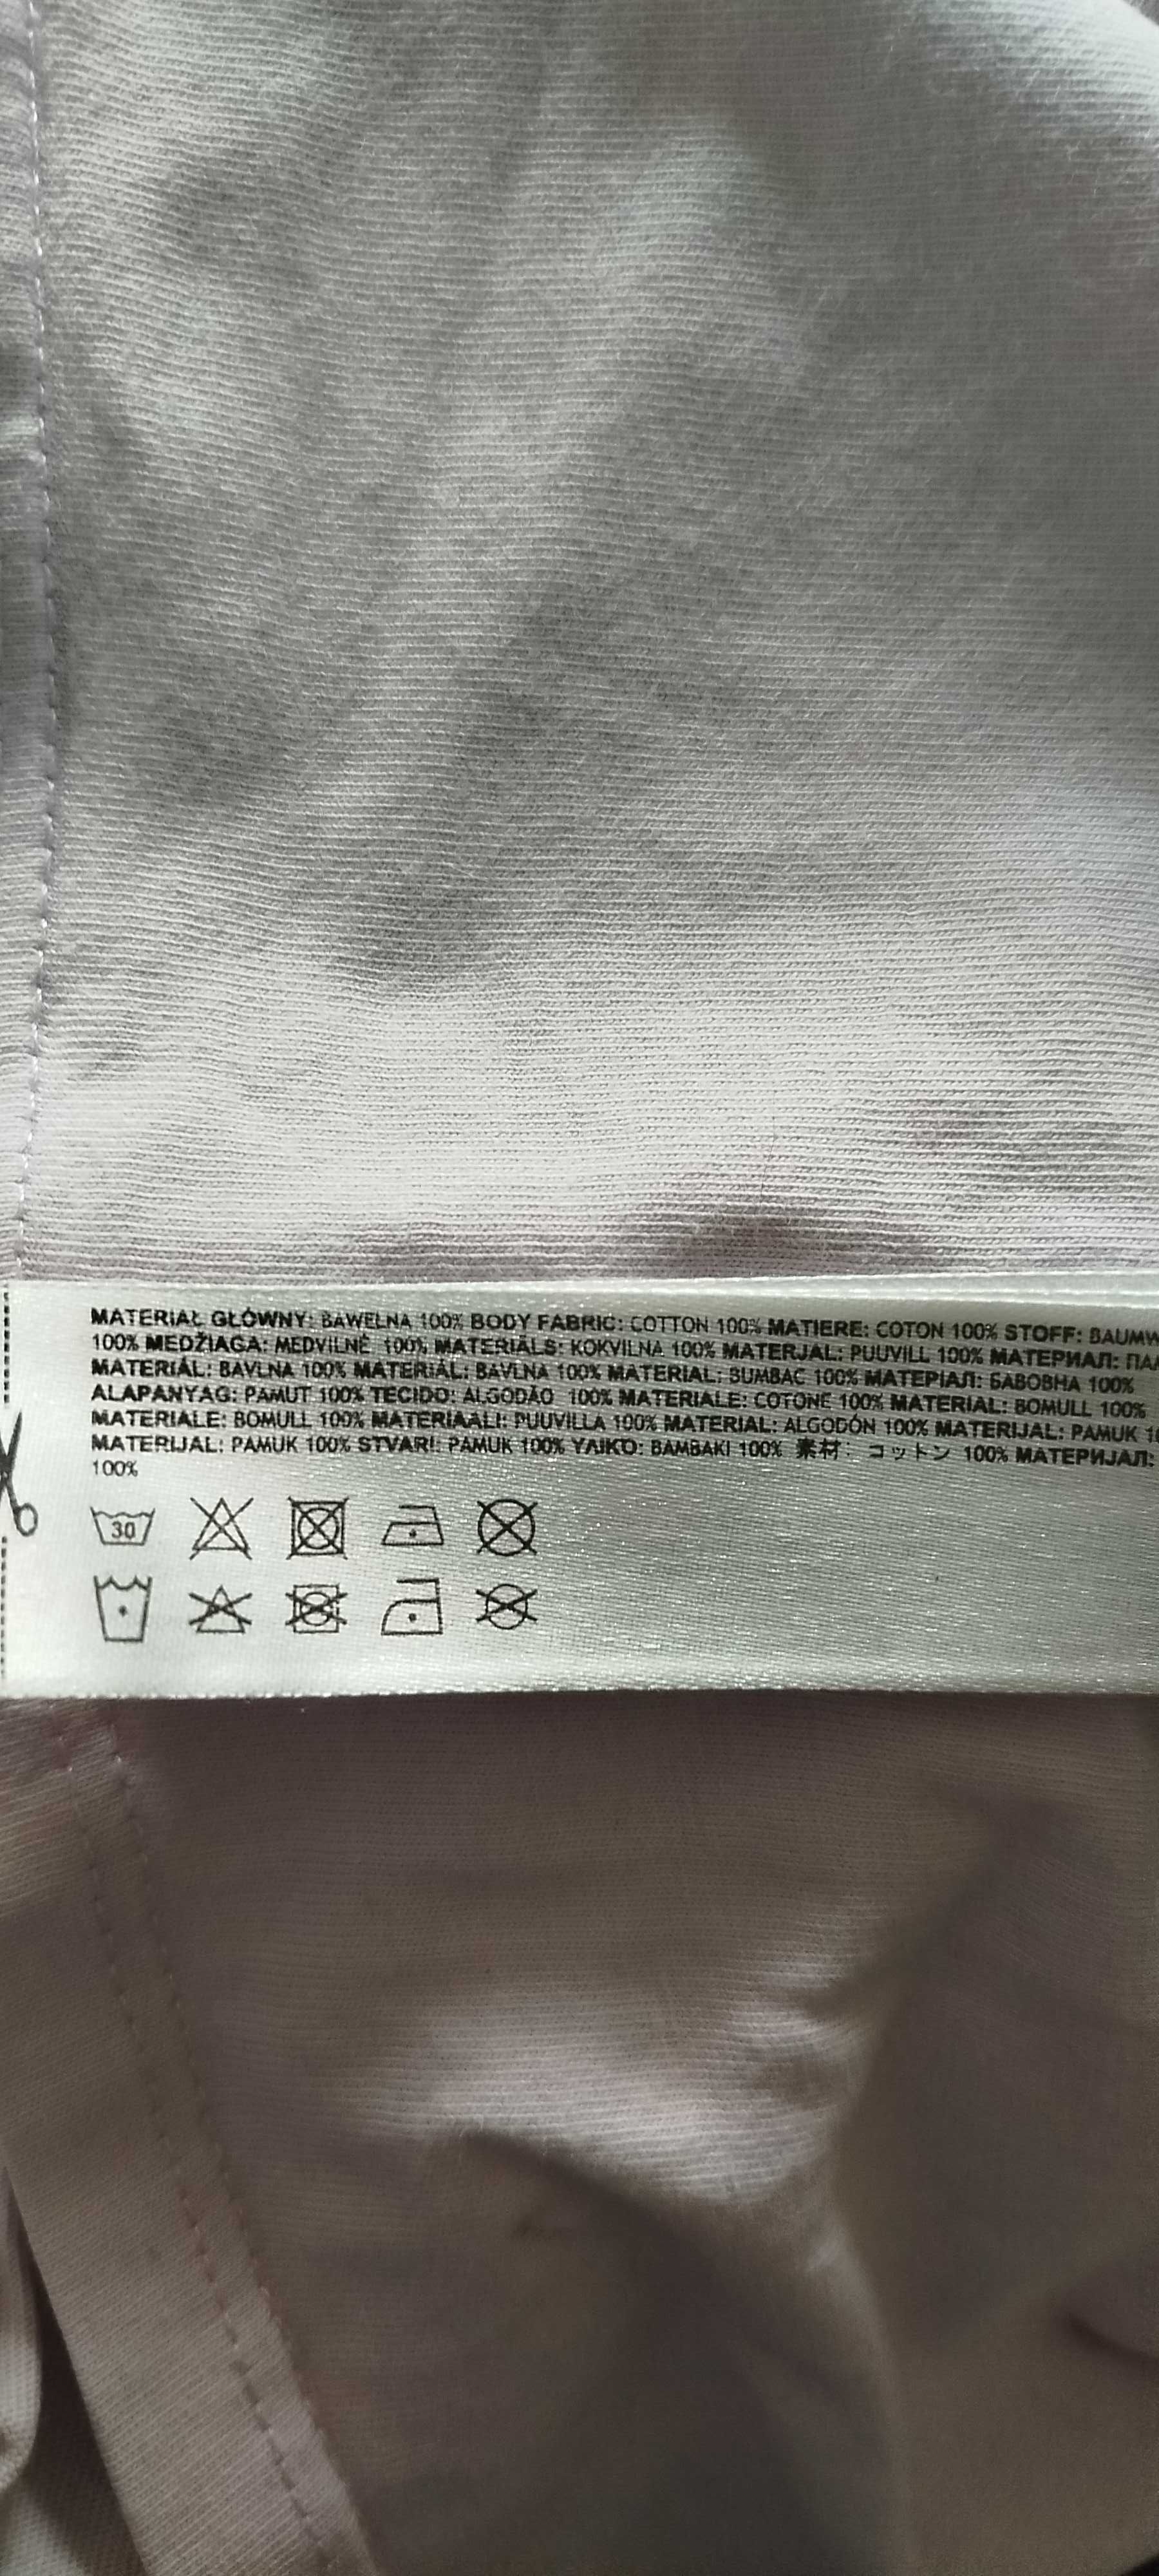 MATERIAŁ GŁÓWNY: BAWEŁNA 100% BODY FABRIC: COTTON 100% MATIERE: COTON 100% STOFF: BAUMW
100% MEDŽIAGA: MEDVILNĖ 100% MATERIĀLS: KOKVILNA 100% MATERJAL: PUUVILL 100% МАТЕРИАЛ:
MATERIÁL: BAVLNA 100% MATERIÁL: BAVLNA 100% MATERIAL: BUMBAC 100% МАТЕРІАЛ: БАВОВНА 100%
ALAPANYAG: PAMUT 100% TECIDO: ALGODÃO 100% MATERIALE: COTONE 100% MATERIAL: BOMULL 100%
MATERIALE: BOMULL 100% MATERIAALI: PUUVILLA 100% MATERIAL: ALGODÓN 100% MATERIJAL: PAMUK
MATERIJAL: PAMUK 100% STVARI: PAMUK 100% ΥΛΙΚΌ: ΒΑΜΒΑΚΙ 100% 素材: コットン 100% МАТЕРИЈАЛ:
100%
30